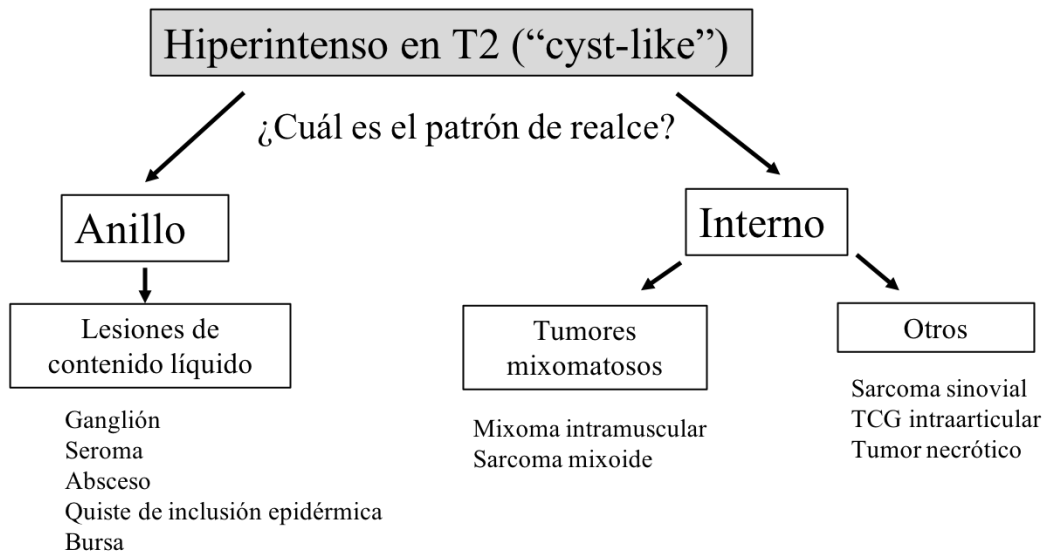 Hiperintenso en T2 (“cyst-like”)
¿Cuál es el patrón de realce?
Anillo
Interno
Lesiones de
contenido líquido
Tumores
mixomatosos
Otros
Ganglión
Seroma
Absceso
Quiste de inclusión epidérmica
Bursa
Mixoma intramuscular
Sarcoma mixoide
Sarcoma sinovial
TCG intraarticular
Tumor necrótico